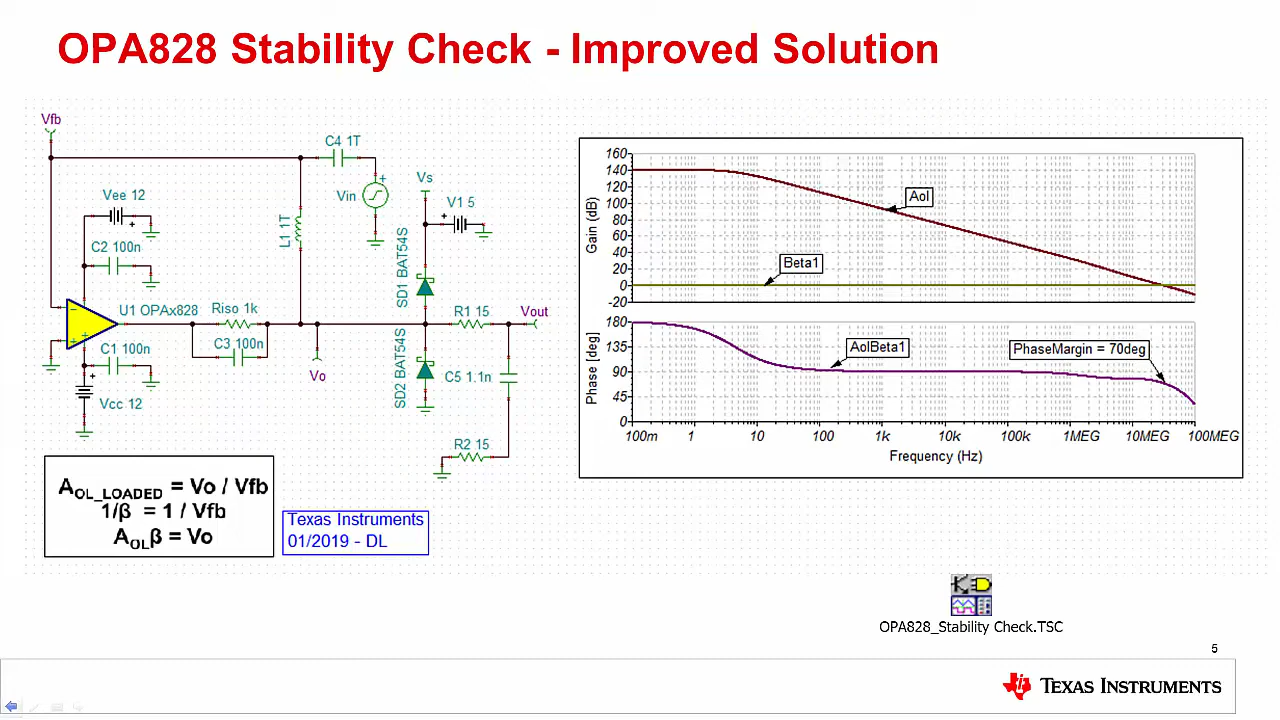 OPA828 Stability Check - Improved Solution
Vfb
C4 1T
Vin
+
Vs
V1 5
+
Vee 12
+
C2 100n
L1 1T
SD1 BAT54S
U1 OPAx828
Riso 1k
R1 15
Vout
C1 100n
C3 100n
Vo
SD2 BAT54S
C5 1.1n
+
Vcc 12
R2 15
AOL_LOADED = Vo / Vfb
1/β = 1 / Vfb
AOLβ = Vo
Texas Instruments
01/2019 - DL
Gain (dB)
160
140
120
100
80
60
40
20
0
-20
Aol
Beta1
Phase [deg]
180
135
90
45
0
AolBeta1
PhaseMargin = 70deg
100m 1 10 100 1k 10k 100k 1MEG 10MEG 100MEG
Frequency (Hz)
OPA828_Stability Check.TSC
5
TEXAS INSTRUMENTS